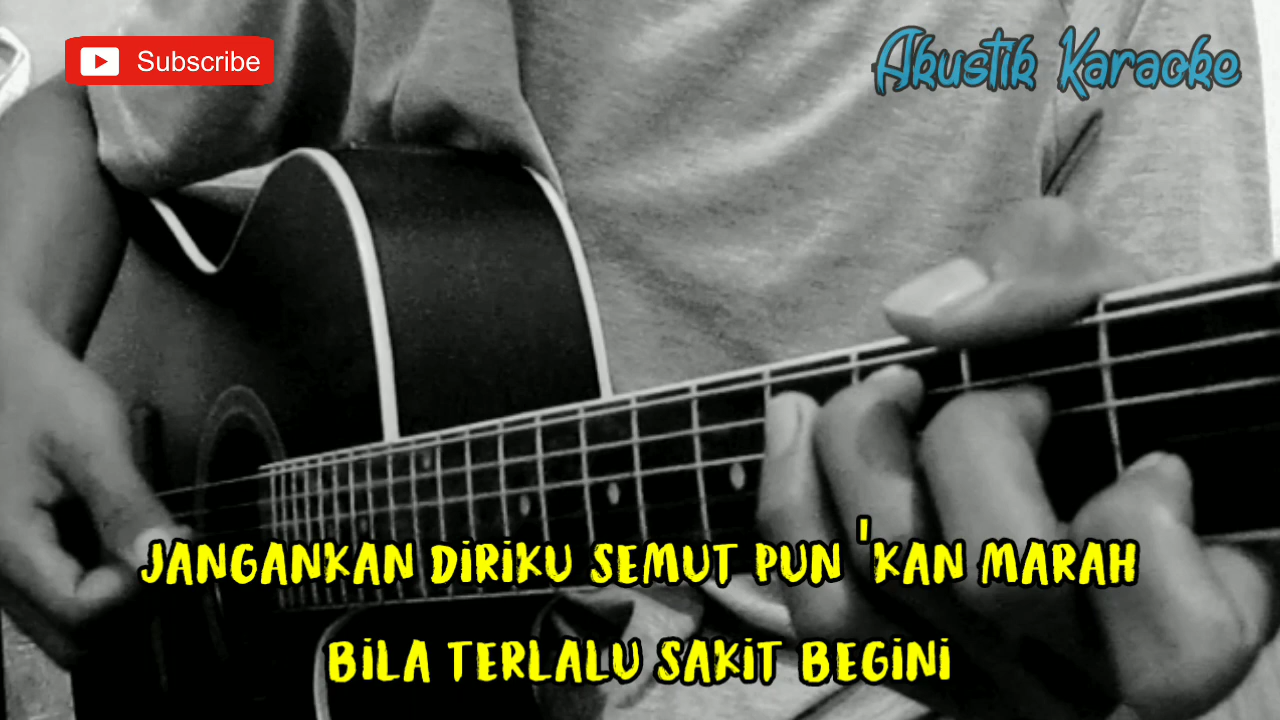 Subscribe
Akustik Karaoke
JANGANKAN DIRIKU SEMUT PUN 'KAN MARAH
BILA TERLALU SAKIT BEGINI